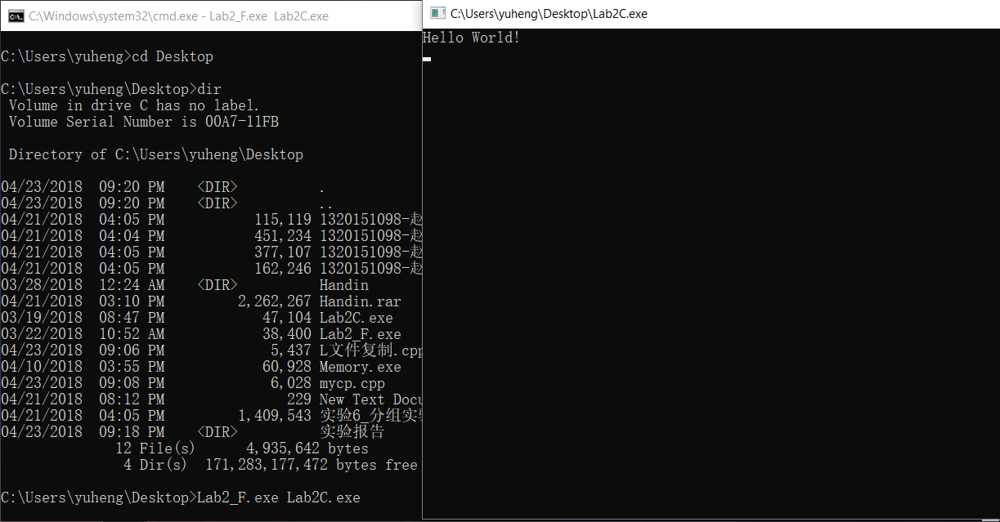 C:\Windows\system32\cmd.exe - Lab2_F.exe  Lab2C.exe
C:\Users\yuheng>cd Desktop
C:\Users\yuheng\Desktop>dir
 Volume in drive C has no label.
 Volume Serial Number is 00A7-11FB
 Directory of C:\Users\yuheng\Desktop
04/23/2018  09:20 PM    <DIR>          .
04/23/2018  09:20 PM    <DIR>          ..
04/21/2018  04:05 PM           115,119 1320151098-赵
04/21/2018  04:04 PM           451,234 1320151098-赵
04/21/2018  04:05 PM           377,107 1320151098-赵
04/21/2018  04:05 PM           162,246 1320151098-赵
03/28/2018  12:24 AM    <DIR>          Handin
04/21/2018  03:10 PM         2,262,267 Handin.rar
03/19/2018  08:47 PM            47,104 Lab2C.exe
03/22/2018  10:52 AM            38,400 Lab2_F.exe
04/23/2018  09:06 PM             5,437 L文件复制.cpp
04/10/2018  03:55 PM            60,928 Memory.exe
04/23/2018  09:08 PM             6,028 mycp.cpp
04/21/2018  08:12 PM               229 New Text Docu
04/21/2018  04:05 PM         1,409,543 实验6_分组实验
04/23/2018  09:18 PM    <DIR>          实验报告
              12 File(s)      4,935,642 bytes
               4 Dir(s)  171,283,177,472 bytes free
C:\Users\yuheng\Desktop>Lab2_F.exe Lab2C.exe
C:\Users\yuheng\Desktop\Lab2C.exe
Hello World!